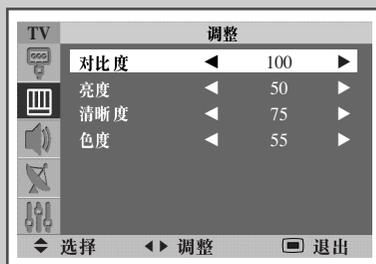 TV 调整
对比度 ◀ 100 ▶
亮度 ◀ 50 ▶
清晰度 ◀ 75 ▶
色度 ◀ 55 ▶
选择 ◀▶ 调整 退出